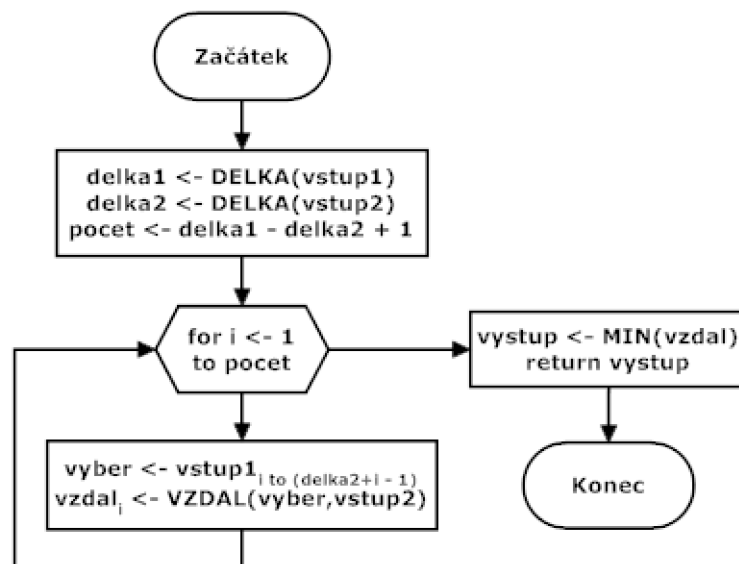 Začátek
delka1 <- DELKA(vstup1)
delka2 <- DELKA(vstup2)
pocet <- delka1 - delka2 + 1
for i <- 1
to pocet
vystup <- MIN(vzdal)
return vystup
vyber <- vstup1i to (delka2+i - 1)
vzdali <- VZDAL(vyber,vstup2)
Konec